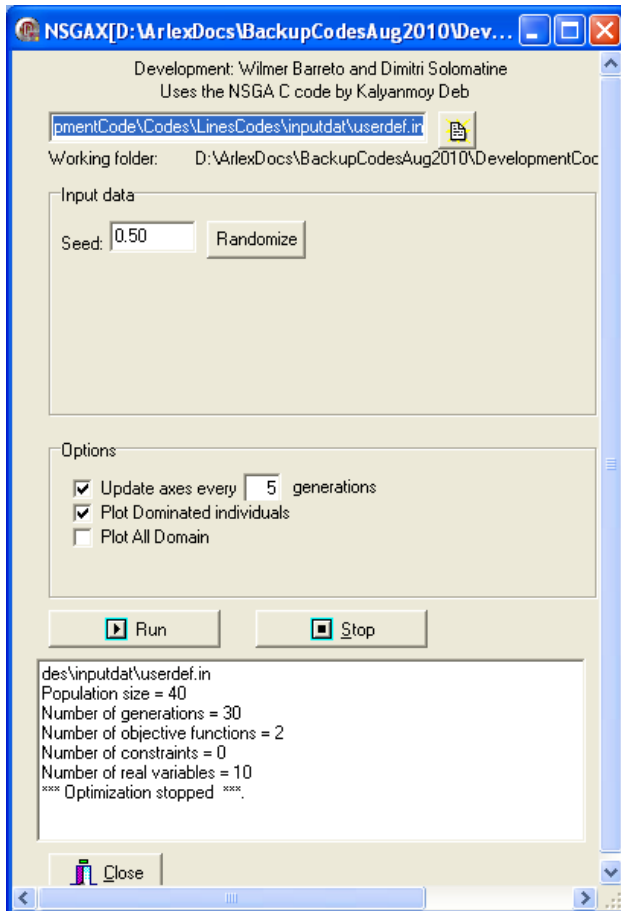 NSGAX[D:\ArlexDocs\BackupCodesAug2010\Dev...
Development: Wilmer Barreto and Dimitri Solomatine
Uses the NSGA C code by Kalyanmoy Deb
pmentCode\Codes\LinesCodes\inputdat\userdef.in
Working folder: D:\ArlexDocs\BackupCodesAug2010\DevelopmentCod
Input data
Seed: 0.50 Randomize
Options
Update axes every 5 generations
Plot Dominated individuals
Plot All Domain
Run Stop
des\inputdat\userdef.in
Population size = 40
Number of generations = 30
Number of objective functions = 2
Number of constraints = 0
Number of real variables = 10
*** Optimization stopped ***.
Close